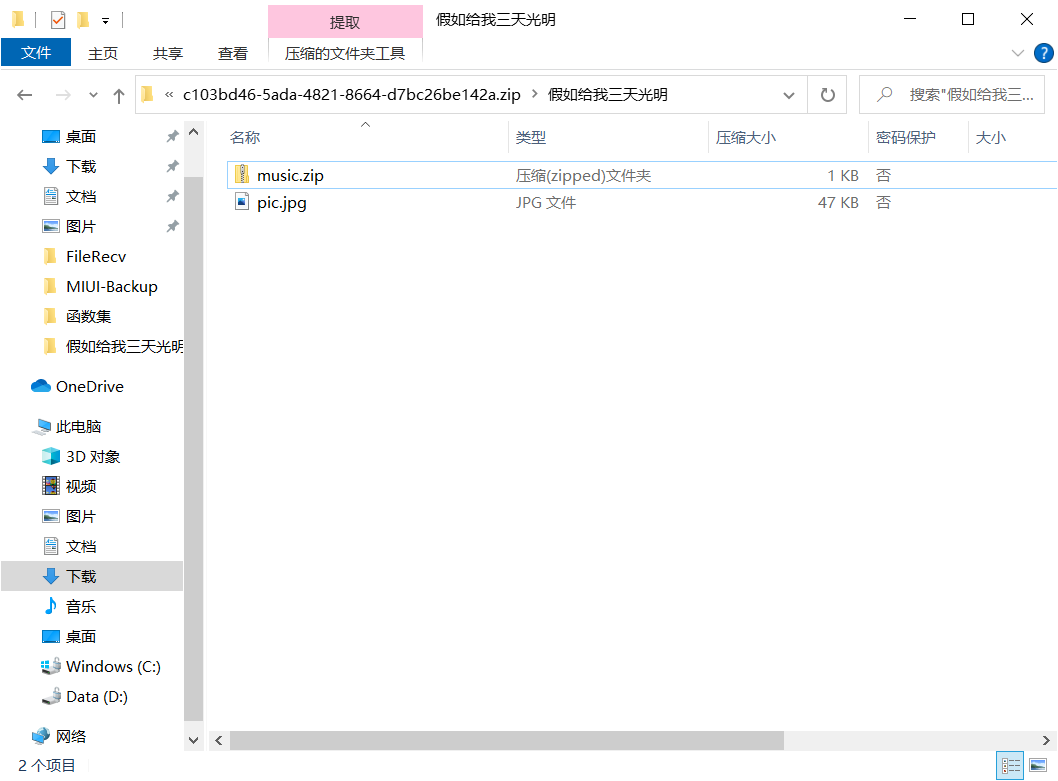 提取
假如给我三天光明
文件
主页
共享
查看
压缩的文件夹工具
?
« c103bd46-5ada-4821-8664-d7bc26be142a.zip > 假如给我三天光明
搜索"假如给我三...
桌面
下载
文档
图片
FileRecv
MIUI-Backup
函数集
假如给我三天光明
OneDrive
此电脑
3D 对象
视频
图片
文档
下载
音乐
桌面
Windows (C:)
Data (D:)
网络
名称 类型 压缩大小 密码保护 大小
music.zip 压缩(zipped)文件夹 1 KB 否
pic.jpg JPG 文件 47 KB 否
2 个项目